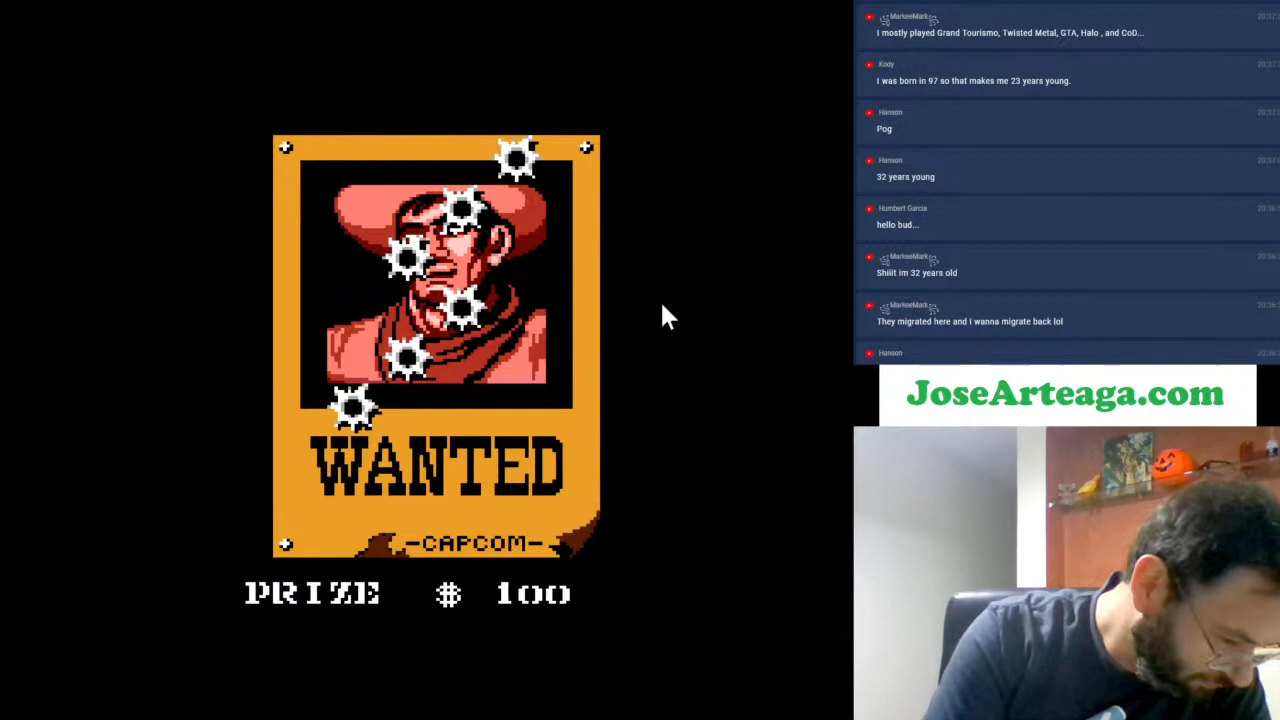 WANTED
-CAPCOM-
PRIZE $ 100
MarkeeMark
I mostly played Grand Tourismo, Twisted Metal, GTA, Halo , and CoD...
Kody
I was born in 97 so that makes me 23 years young.
Hanson
Pog
Hanson
32 years young
Humbert Garcia
hello bud...
MarkeeMark
Shiiit im 32 years old
MarkeeMark
They migrated here and I wanna migrate back lol
Hanson
JoseArteaga.com